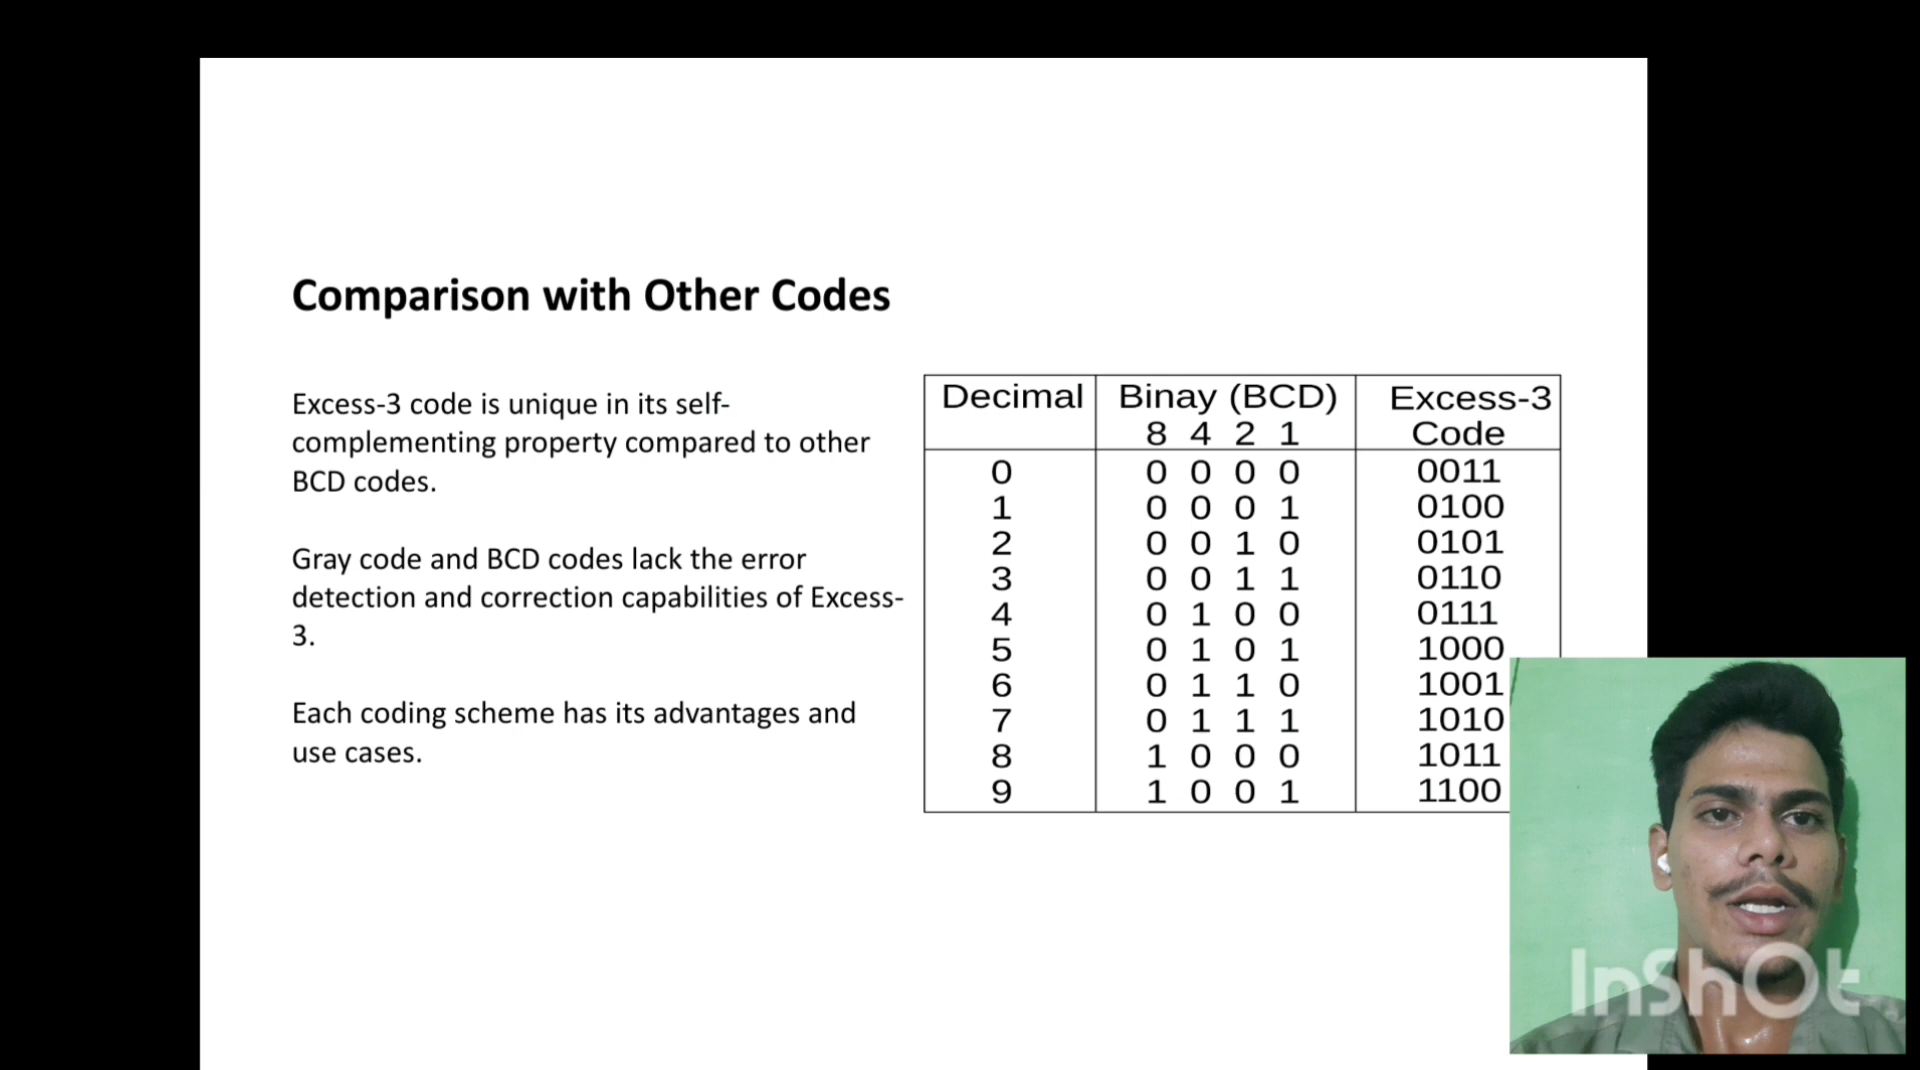 Comparison with Other Codes
Excess-3 code is unique in its self-
complementing property compared to other
BCD codes.
Gray code and BCD codes lack the error
detection and correction capabilities of Excess-
3.
Each coding scheme has its advantages and
use cases.
Decimal Binay (BCD) Excess-3
8 4 2 1 Code
0 0 0 0 0 0011
1 0 0 0 1 0100
2 0 0 1 0 0101
3 0 0 1 1 0110
4 0 1 0 0 0111
5 0 1 0 1 1000
6 0 1 1 0 1001
7 0 1 1 1 1010
8 1 0 0 0 1011
9 1 0 0 1 1100
InShOt